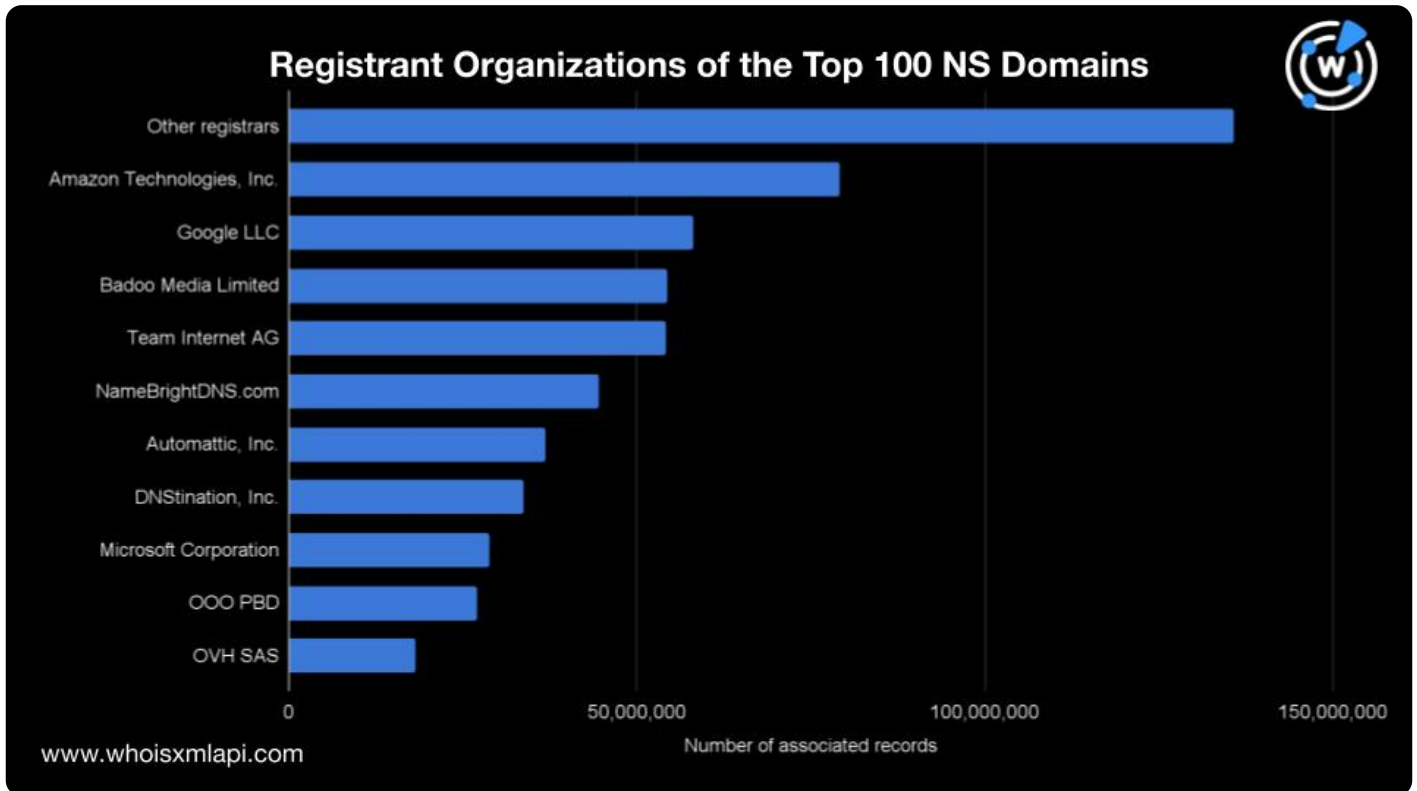 Registrant Organizations of the Top 100 NS Domains
W
Other registrars
Amazon Technologies, Inc.
Google LLC
Badoo Media Limited
Team Internet AG
NameBrightDNS.com
Automattic, Inc.
DNStination, Inc.
Microsoft Corporation
OOO PBD
OVH SAS
0 50,000,000 100,000,000 150,000,000
Number of associated records
www.whoisxmlapi.com